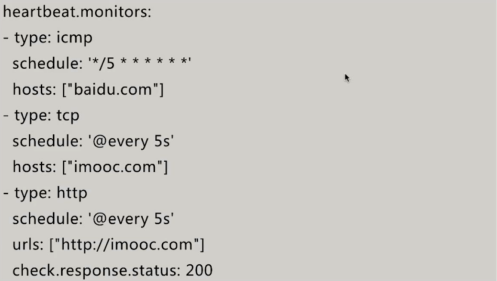 heartbeat.monitors:
- type: icmp
  schedule: '*/5 * * * * * *'
  hosts: ["baidu.com"]
- type: tcp
  schedule: '@every 5s'
  hosts: ["imooc.com"]
- type: http
  schedule: '@every 5s'
  urls: ["http://imooc.com"]
  check.response.status: 200